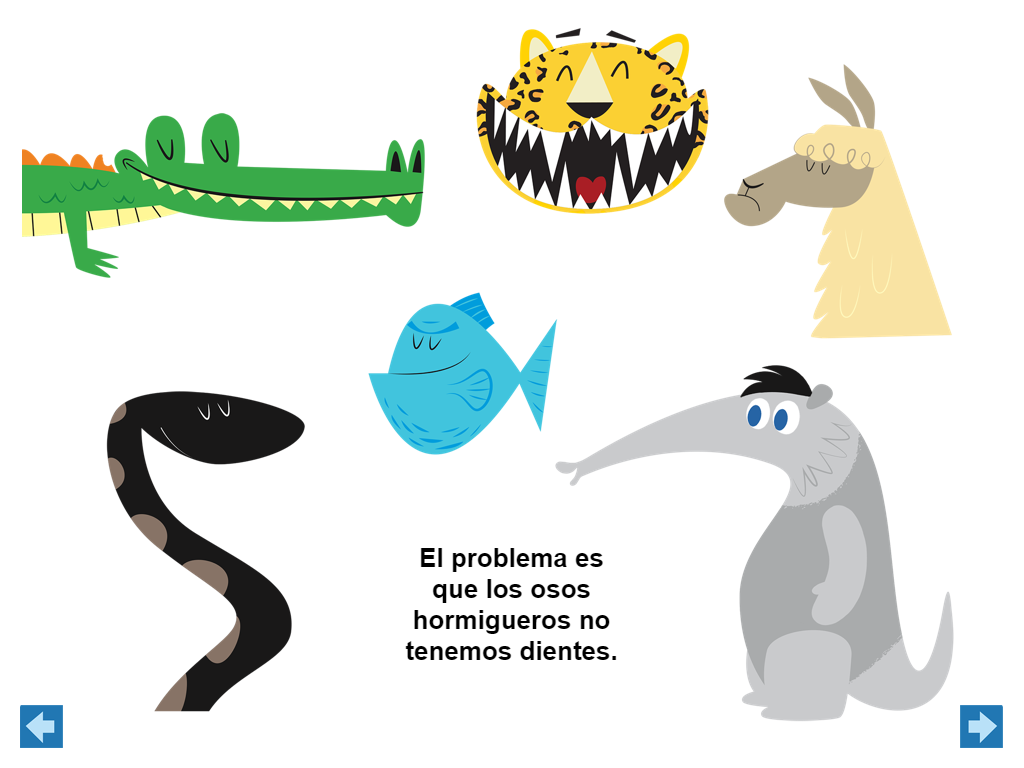 El problema es
que los osos
hormigueros no
tenemos dientes.